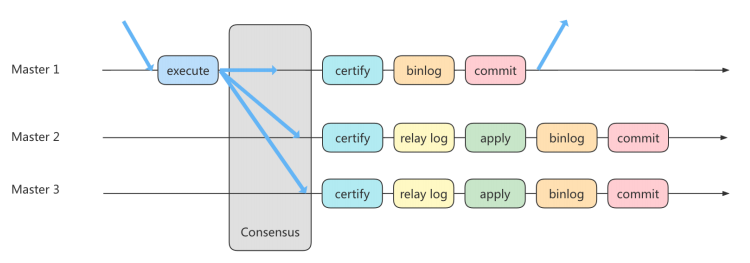 Master 1 execute certify binlog commit
Master 2 certify relay log apply binlog commit
Master 3 certify relay log apply binlog commit
Consensus